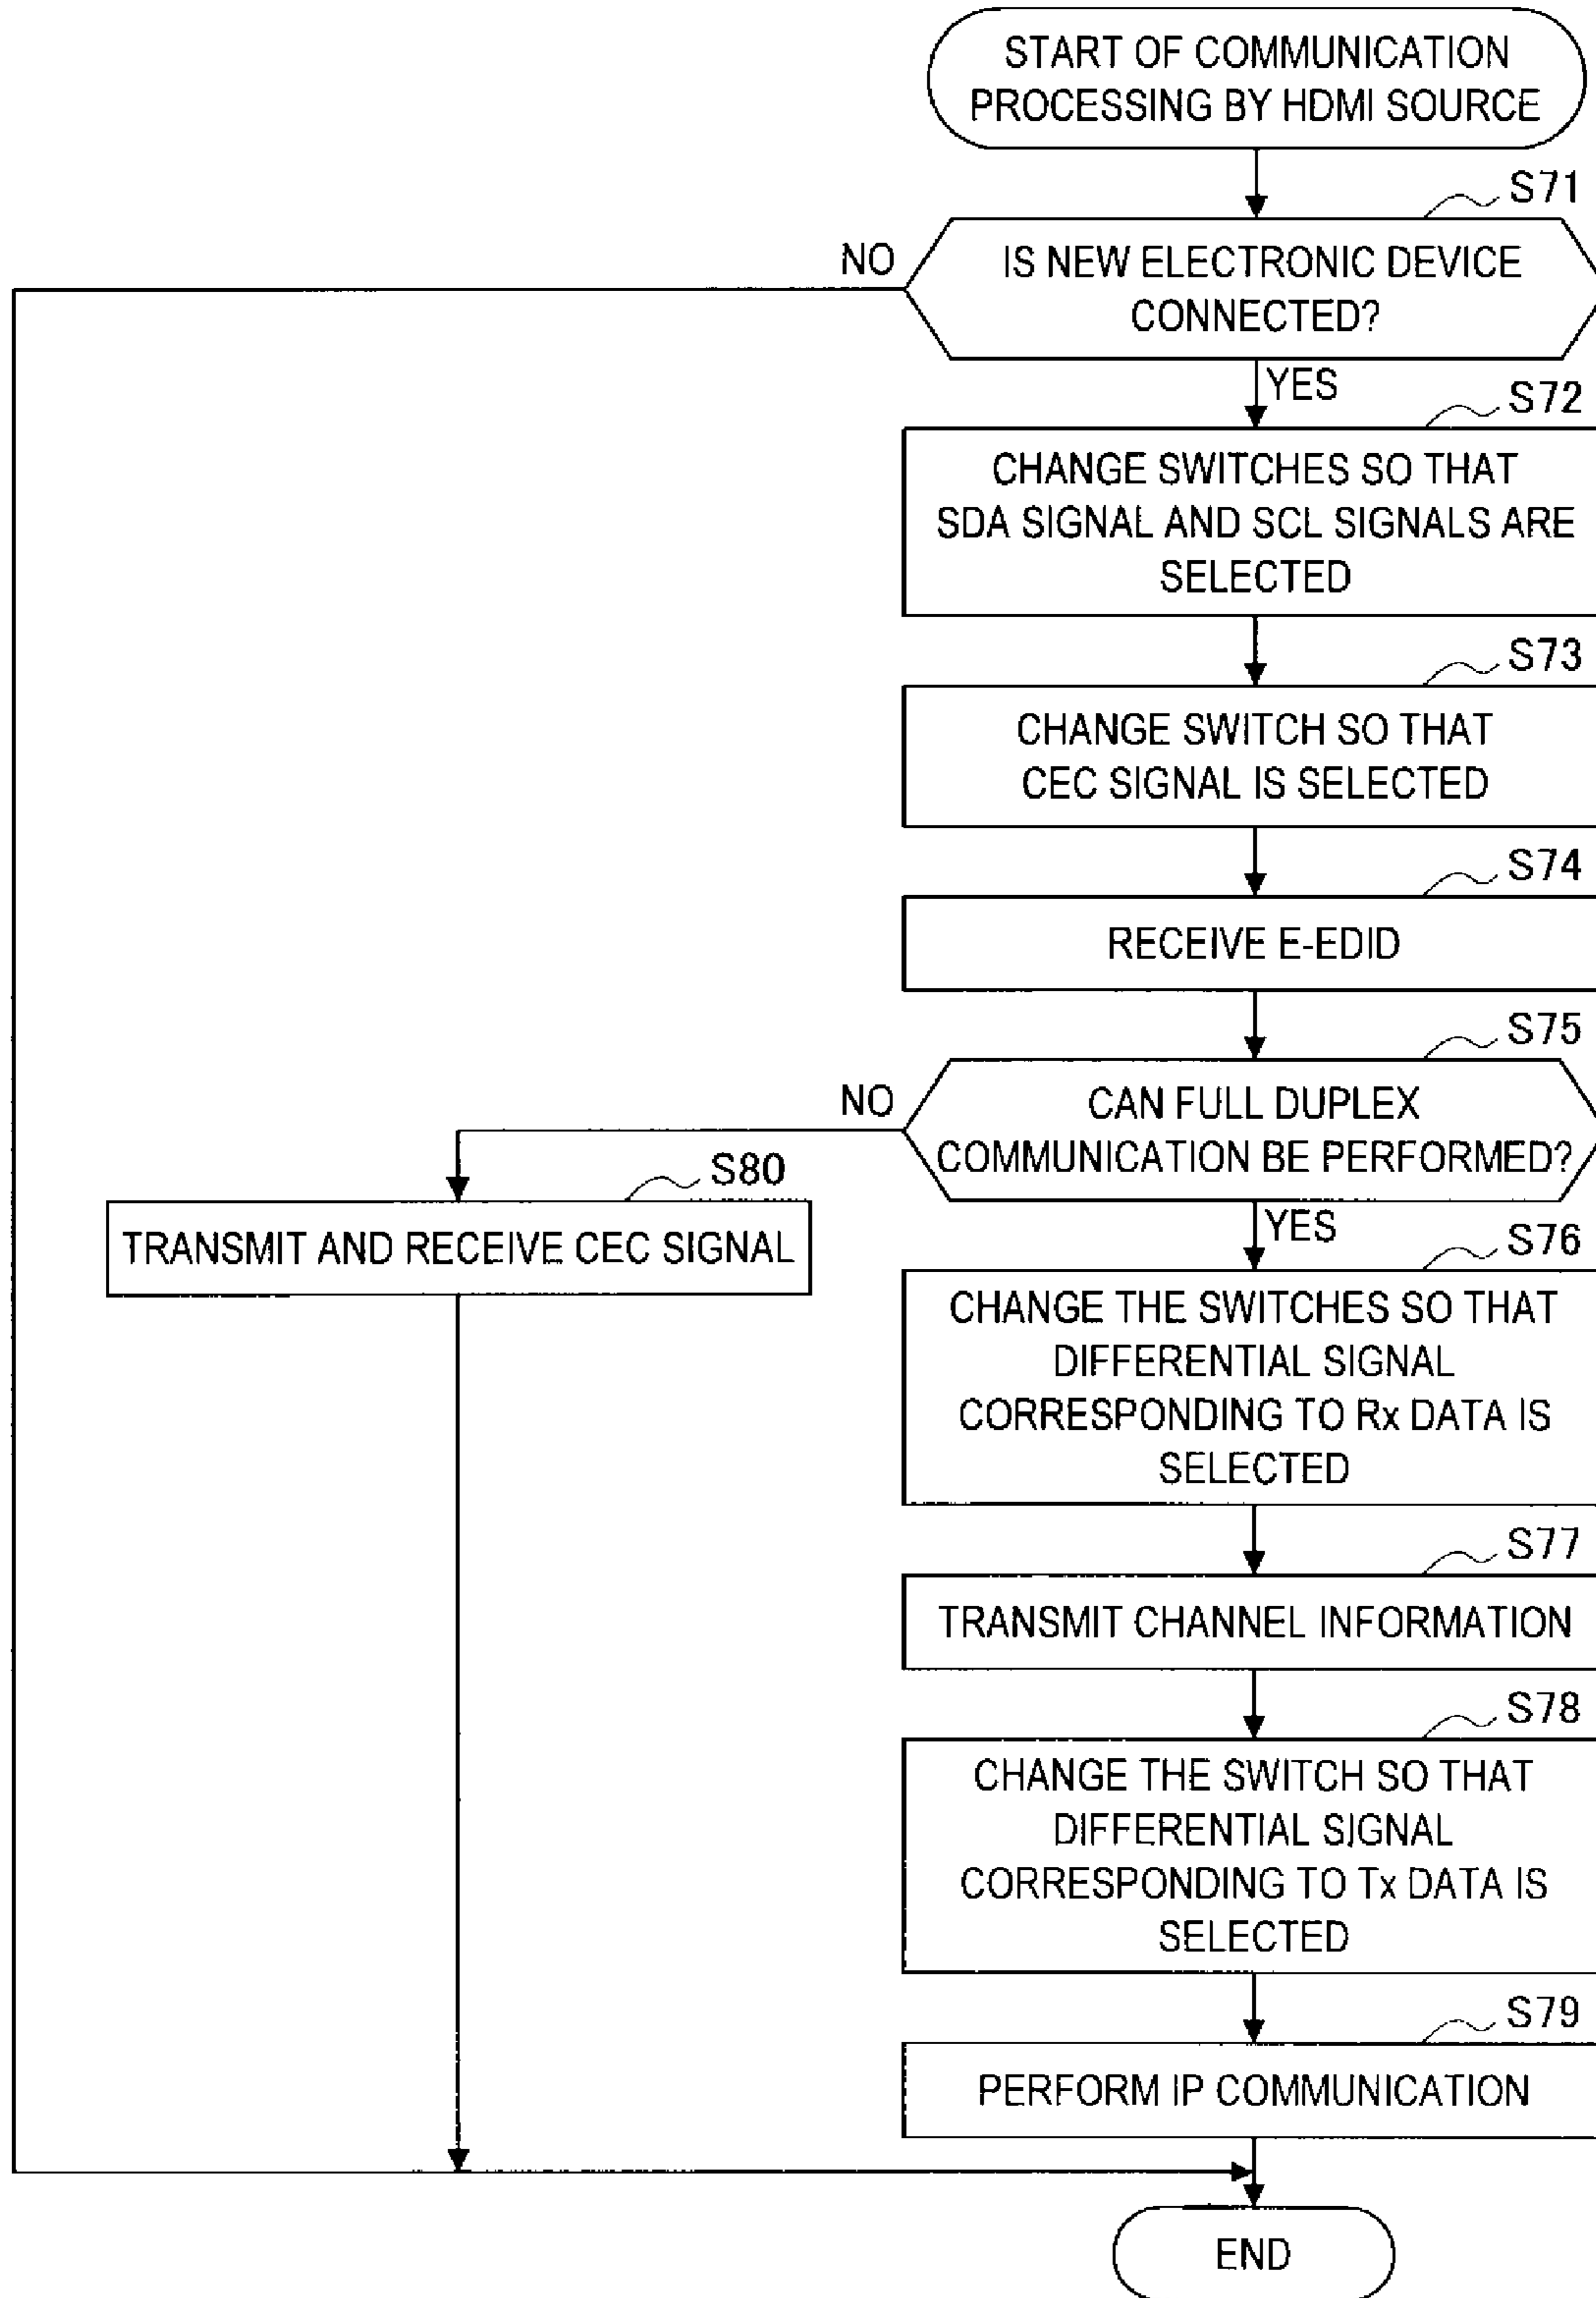 START OF COMMUNICATION
PROCESSING BY HDMI SOURCE
S71
NO
IS NEW ELECTRONIC DEVICE
CONNECTED?
YES
S72
CHANGE SWITCHES SO THAT
SDA SIGNAL AND SCL SIGNALS ARE
SELECTED
S73
CHANGE SWITCH SO THAT
CEC SIGNAL IS SELECTED
S74
RECEIVE E-EDID
S75
NO
CAN FULL DUPLEX
COMMUNICATION BE PERFORMED?
S80
TRANSMIT AND RECEIVE CEC SIGNAL
YES
S76
CHANGE THE SWITCHES SO THAT
DIFFERENTIAL SIGNAL
CORRESPONDING TO Rx DATA IS
SELECTED
S77
TRANSMIT CHANNEL INFORMATION
S78
CHANGE THE SWITCH SO THAT
DIFFERENTIAL SIGNAL
CORRESPONDING TO Tx DATA IS
SELECTED
S79
PERFORM IP COMMUNICATION
END